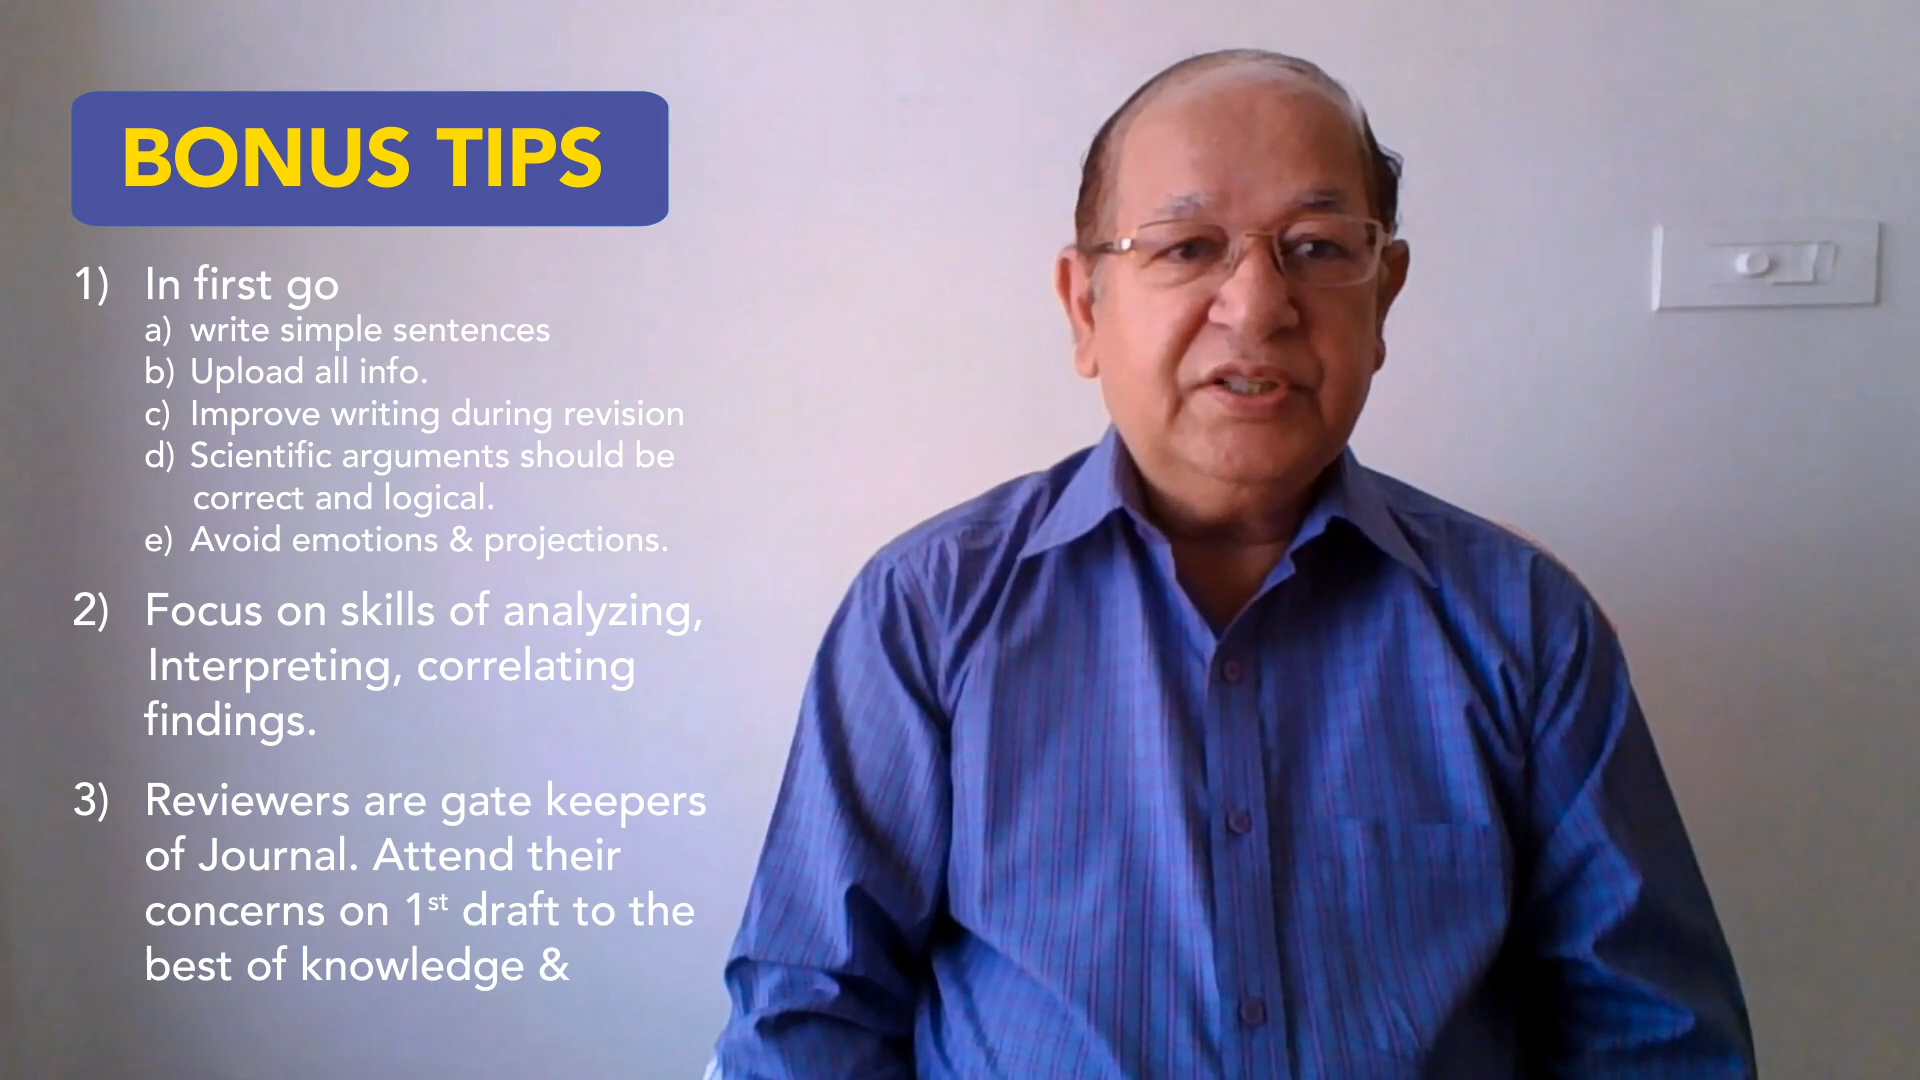 BONUS TIPS
1) In first go
a) write simple sentences
b) Upload all info.
c) Improve writing during revision
d) Scientific arguments should be
correct and logical.
e) Avoid emotions & projections.
2) Focus on skills of analyzing,
Interpreting, correlating
findings.
3) Reviewers are gate keepers
of Journal. Attend their
concerns on 1st draft to the
best of knowledge &